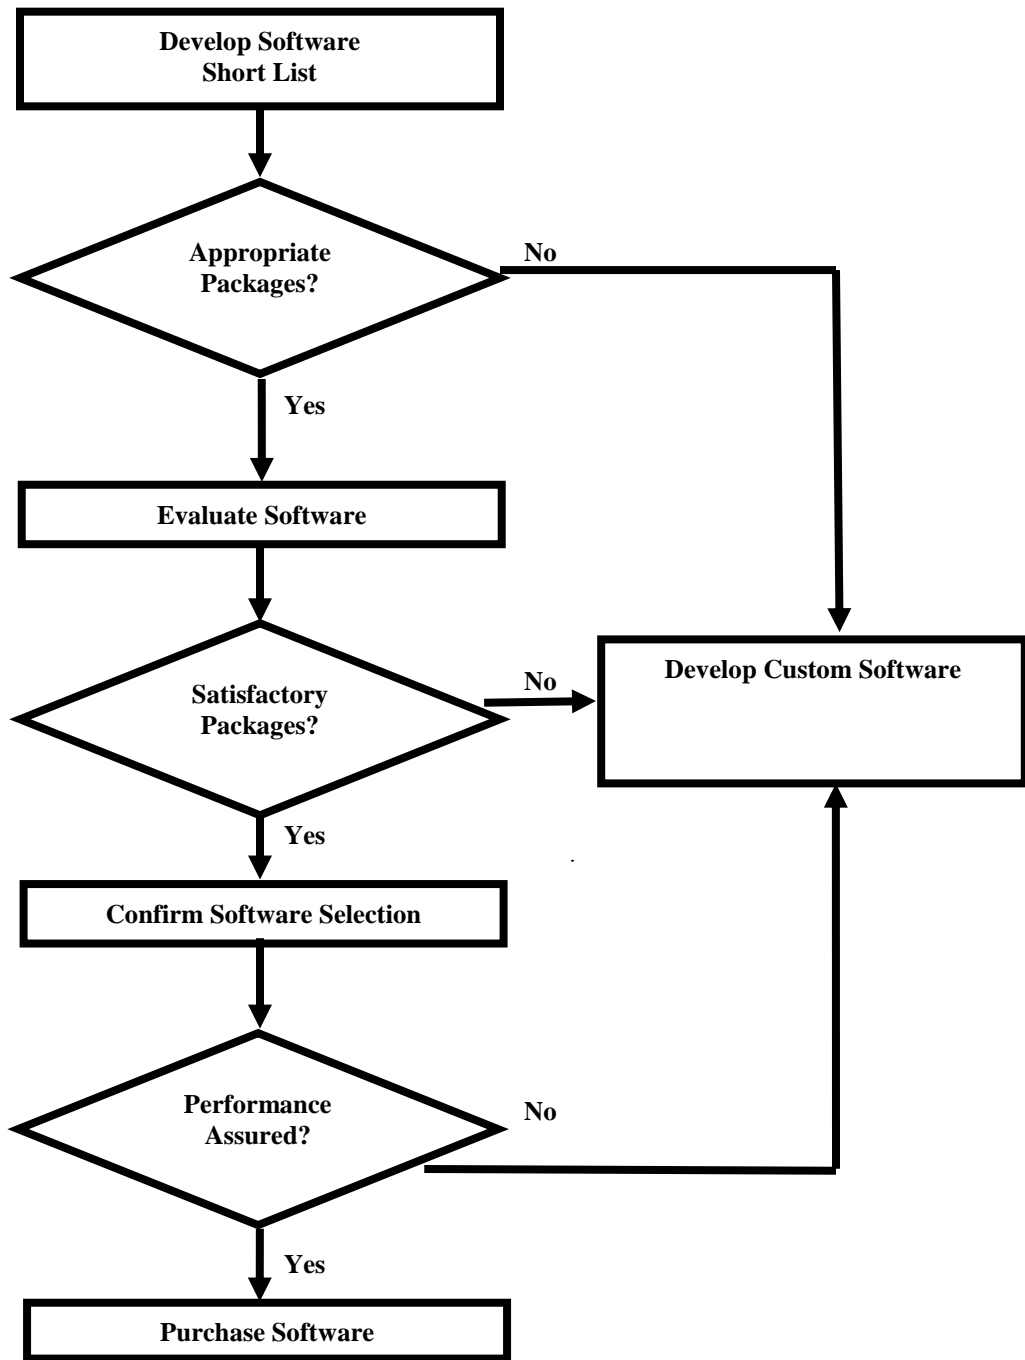 Develop Software
Short List
Appropriate
Packages?
No
Yes
Evaluate Software
Satisfactory
Packages?
No
Develop Custom Software
Yes
Confirm Software Selection
Performance
Assured?
No
Yes
Purchase Software